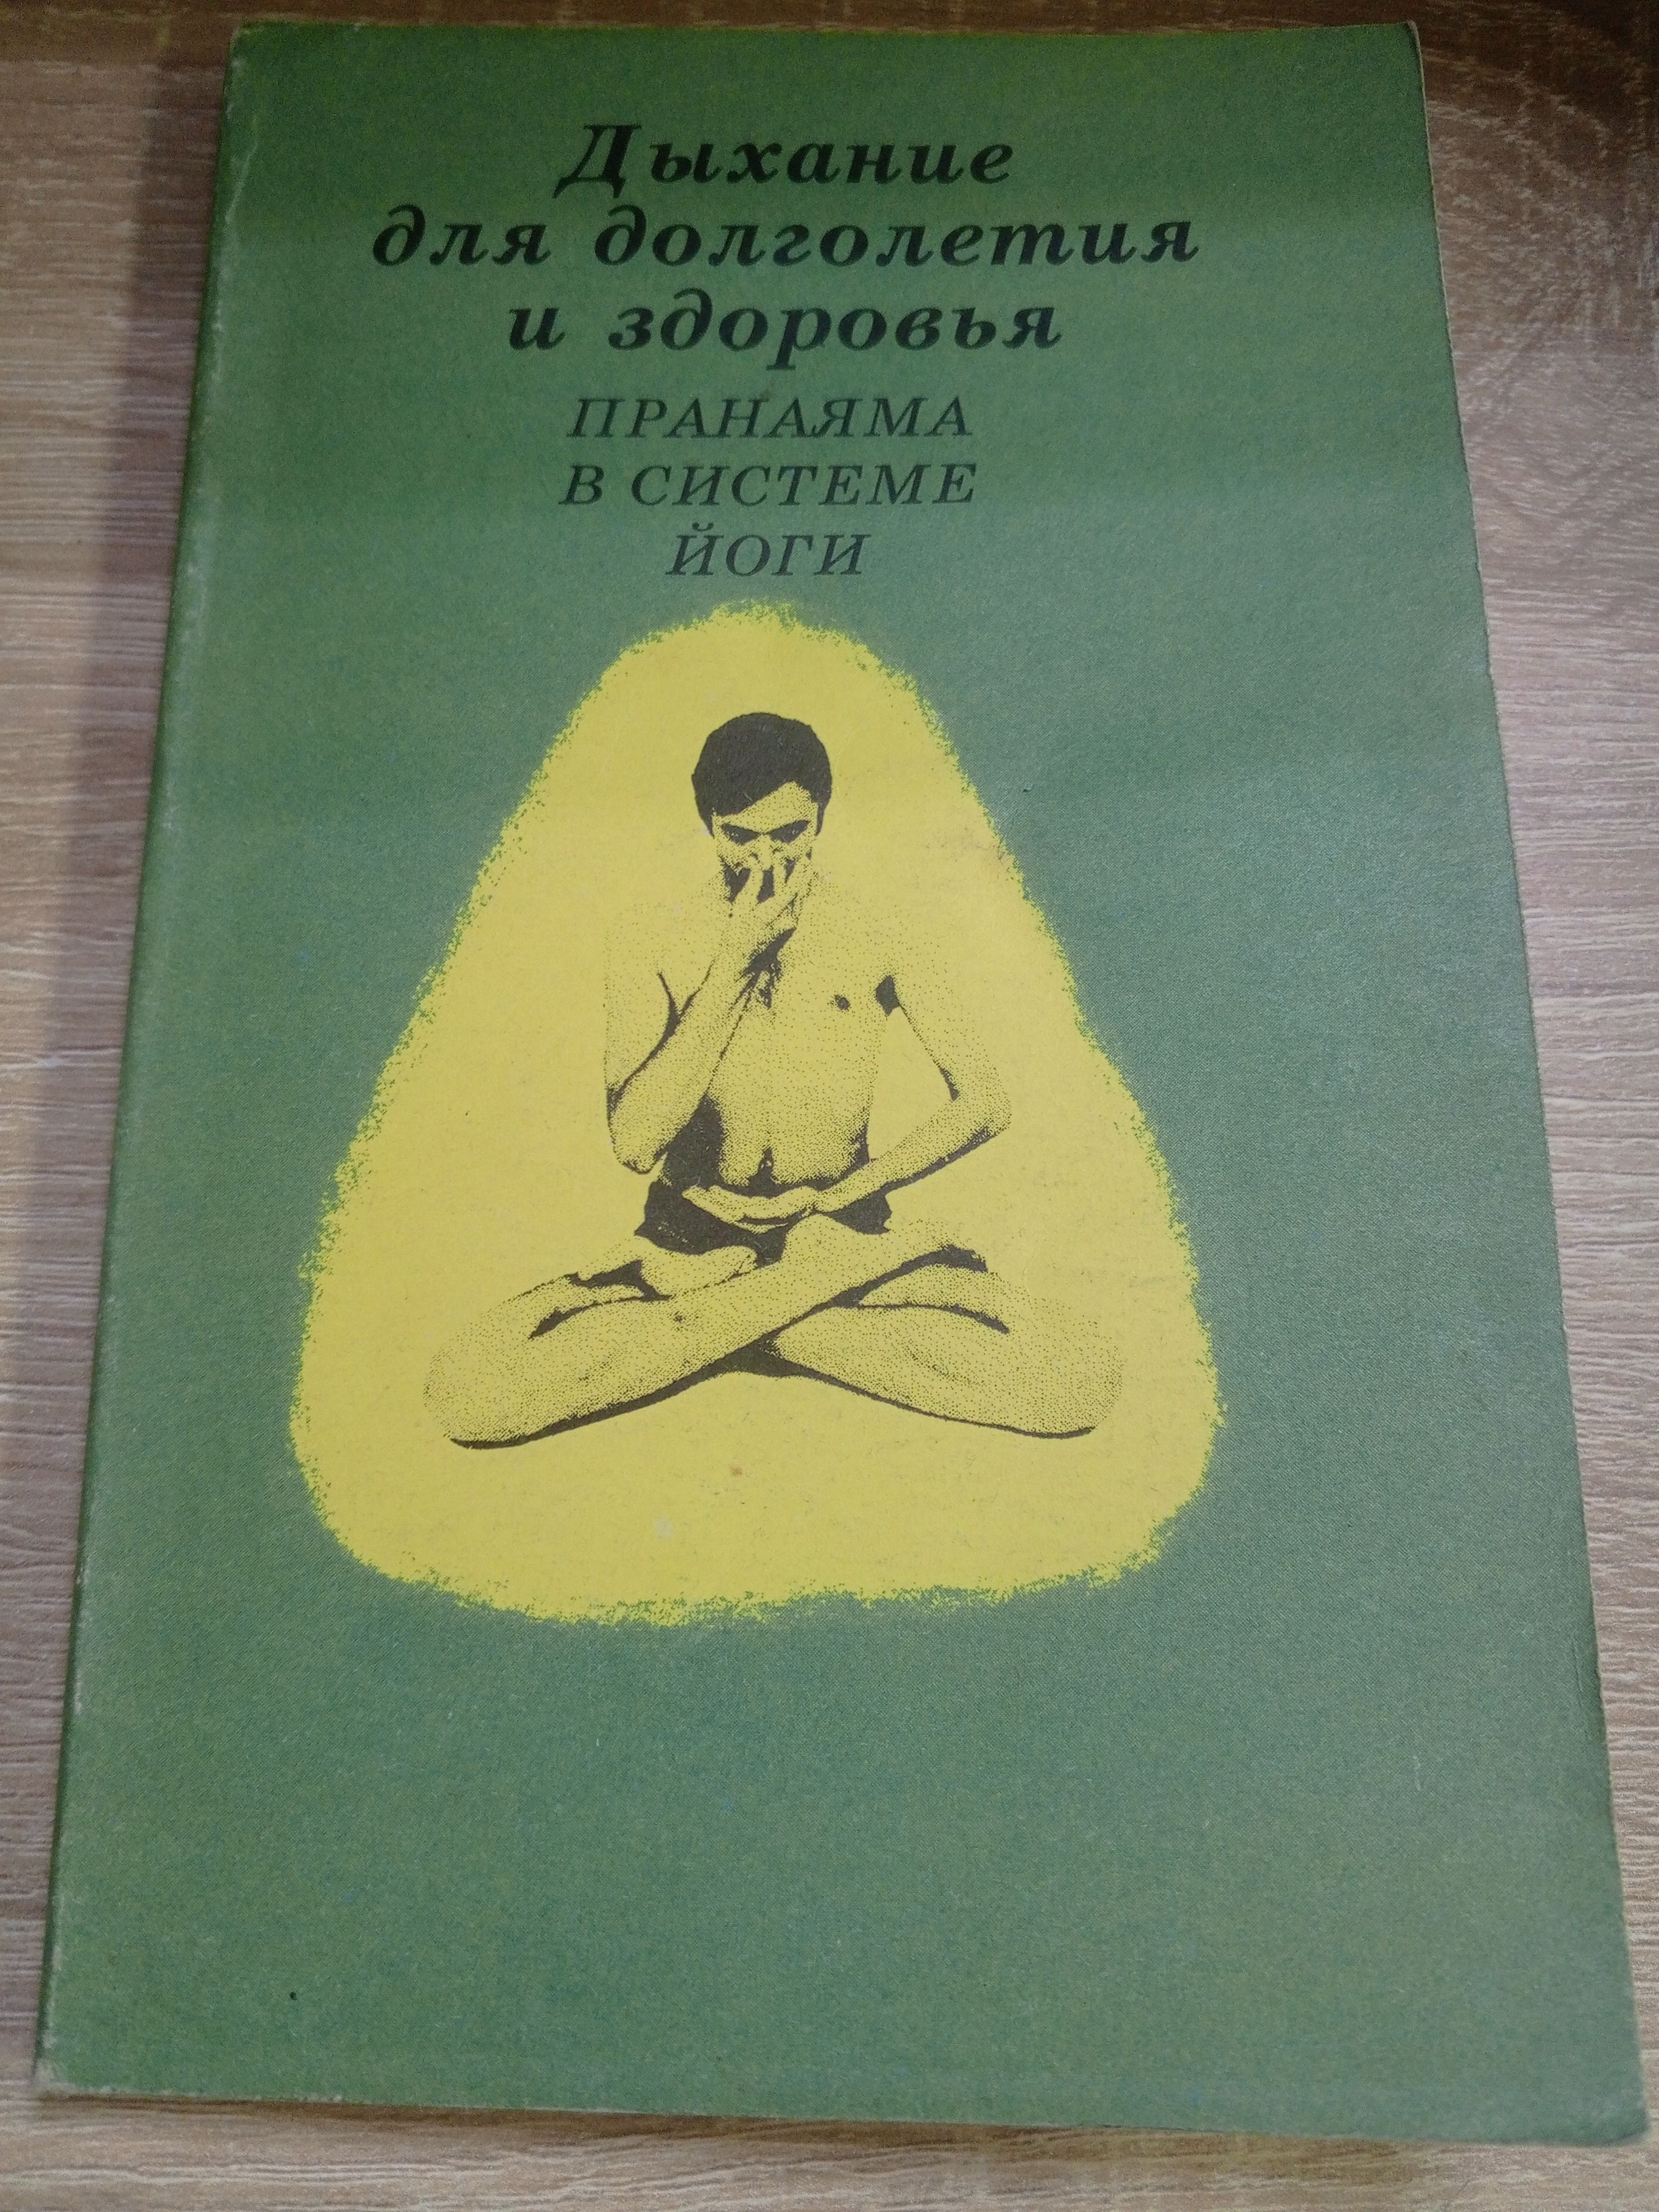 Дыхание
для долголетия
и здоровья
ПРАНАЯМА
В СИСТЕМЕ
ЙОГИ